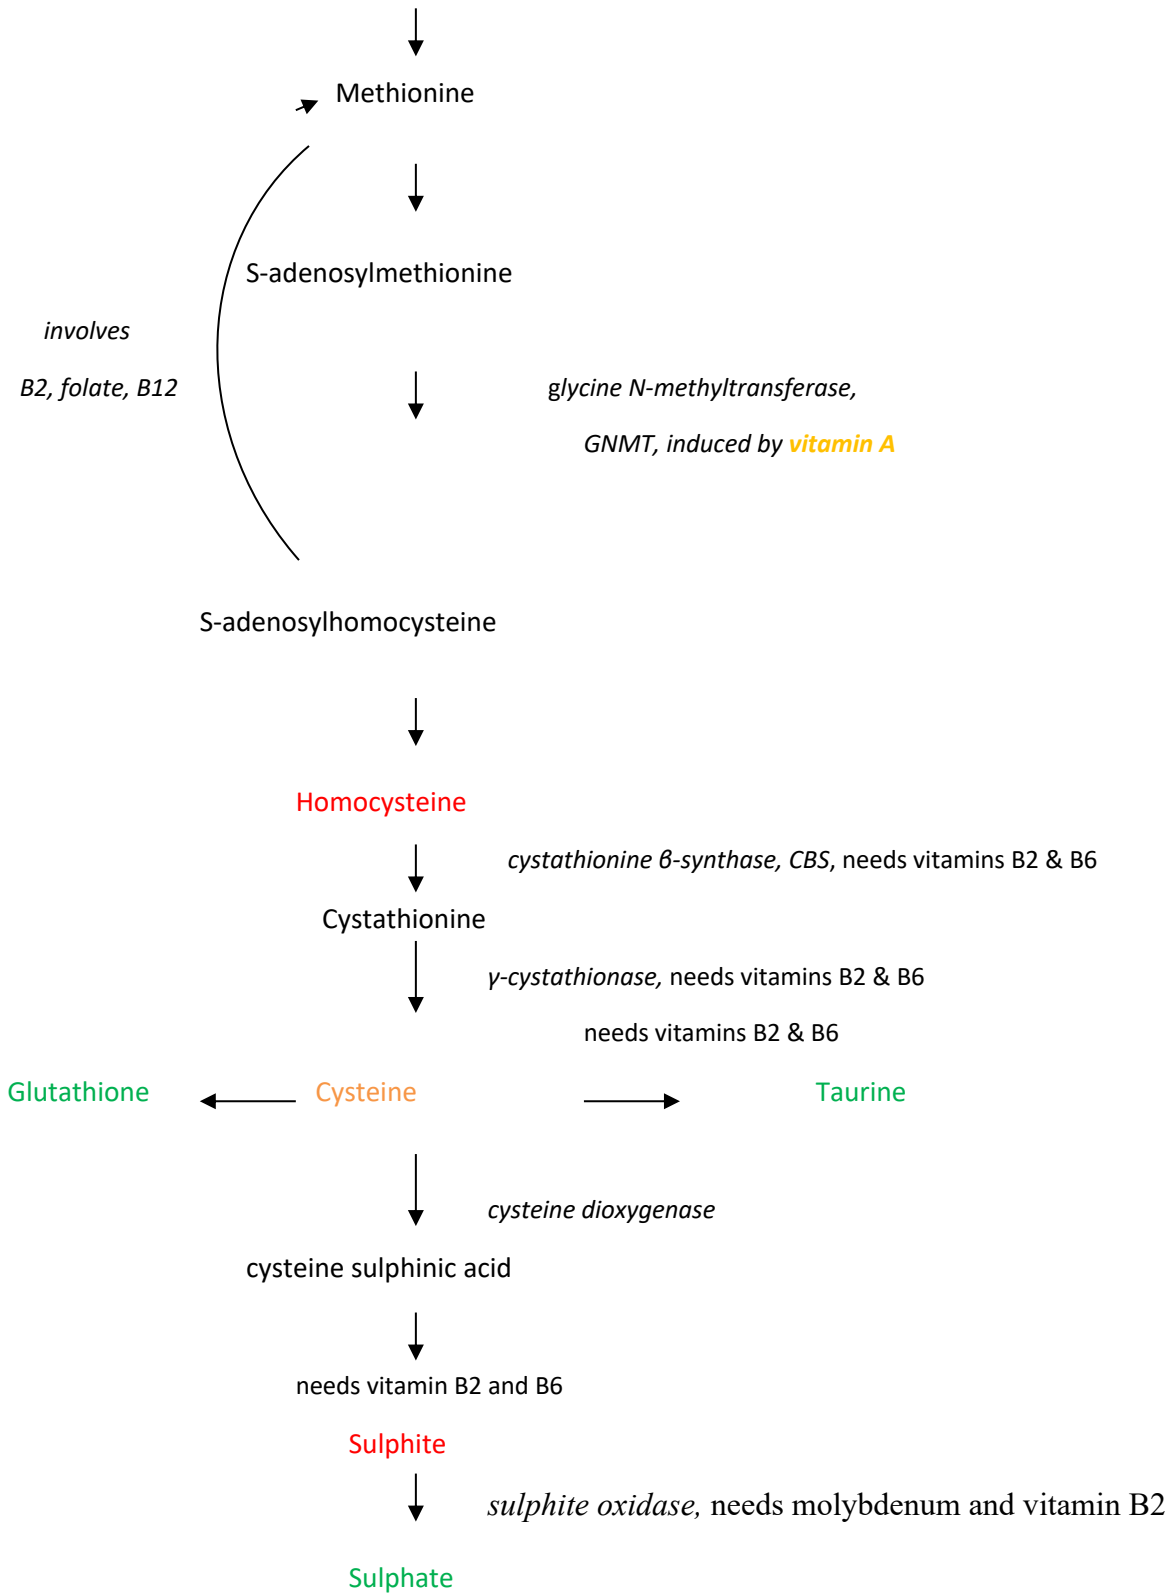 Methionine
S-adenosylmethionine
involves
B2, folate, B12
glycine N-methyltransferase,
GNMT, induced by vitamin A
S-adenosylhomocysteine
Homocysteine
cystathionine β-synthase, CBS, needs vitamins B2 & B6
Cystathionine
γ-cystathionase, needs vitamins B2 & B6
needs vitamins B2 & B6
Glutathione Cysteine Taurine
cysteine dioxygenase
cysteine sulphinic acid
needs vitamin B2 and B6
Sulphite
sulphite oxidase, needs molybdenum and vitamin B2
Sulphate